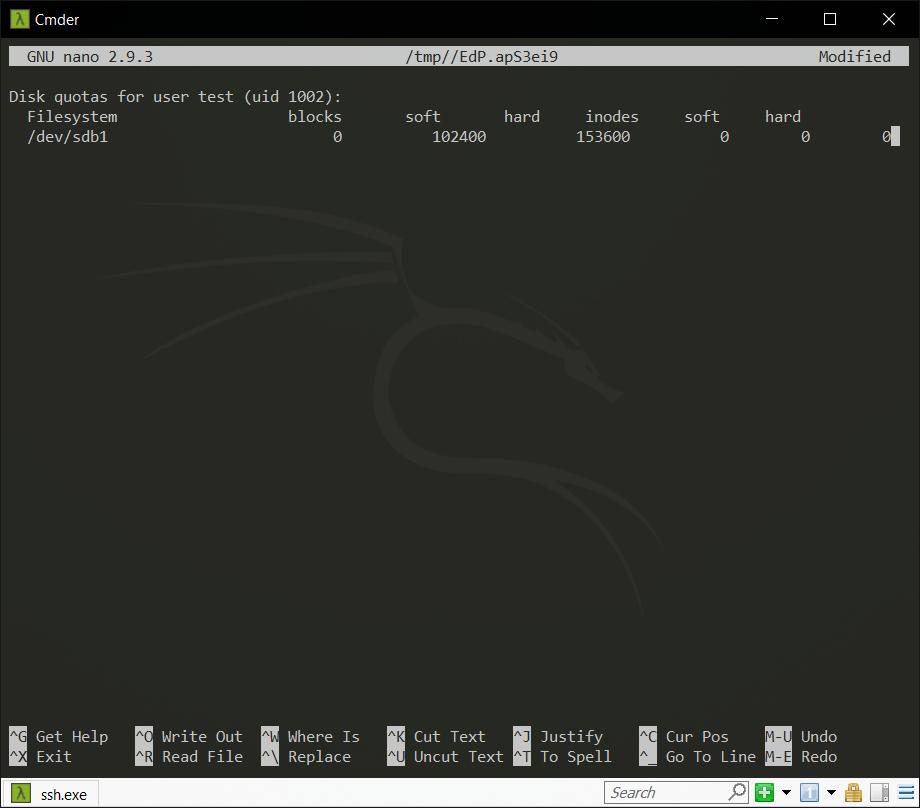 λ Cmder
GNU nano 2.9.3 /tmp//EdP.apS3ei9 Modified
Disk quotas for user test (uid 1002):
Filesystem blocks soft hard inodes soft hard
/dev/sdb1 0 102400 153600 0 0 0
^G Get Help ^O Write Out ^W Where Is ^K Cut Text ^J Justify ^C Cur Pos M-U Undo
^X Exit ^R Read File ^\ Replace ^U Uncut Text ^T To Spell ^_ Go To Line M-E Redo
λ ssh.exe Search 1